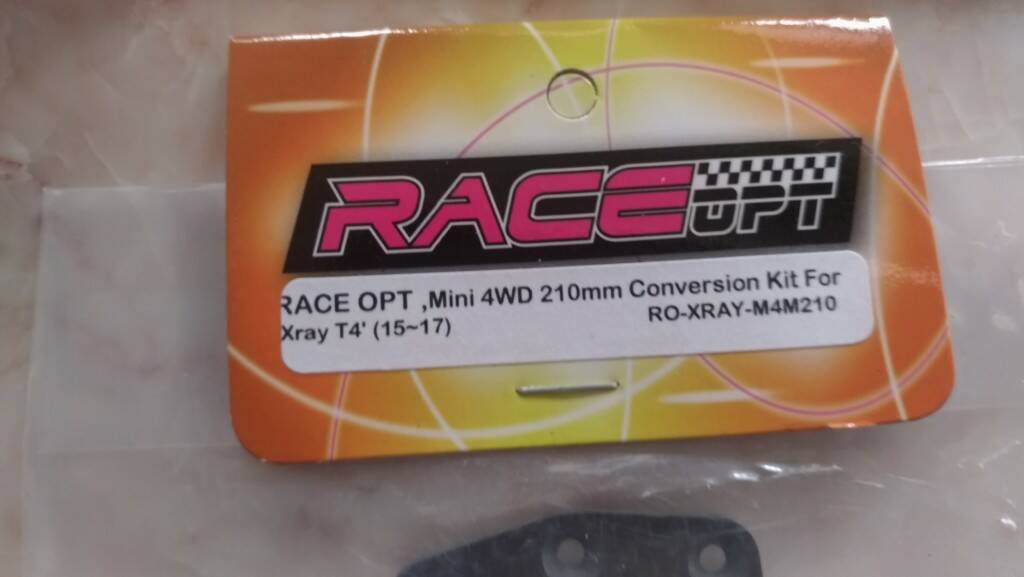 RACE OPT
RACE OPT ,Mini 4WD 210mm Conversion Kit For
Xray T4' (15~17) RO-XRAY-M4M210